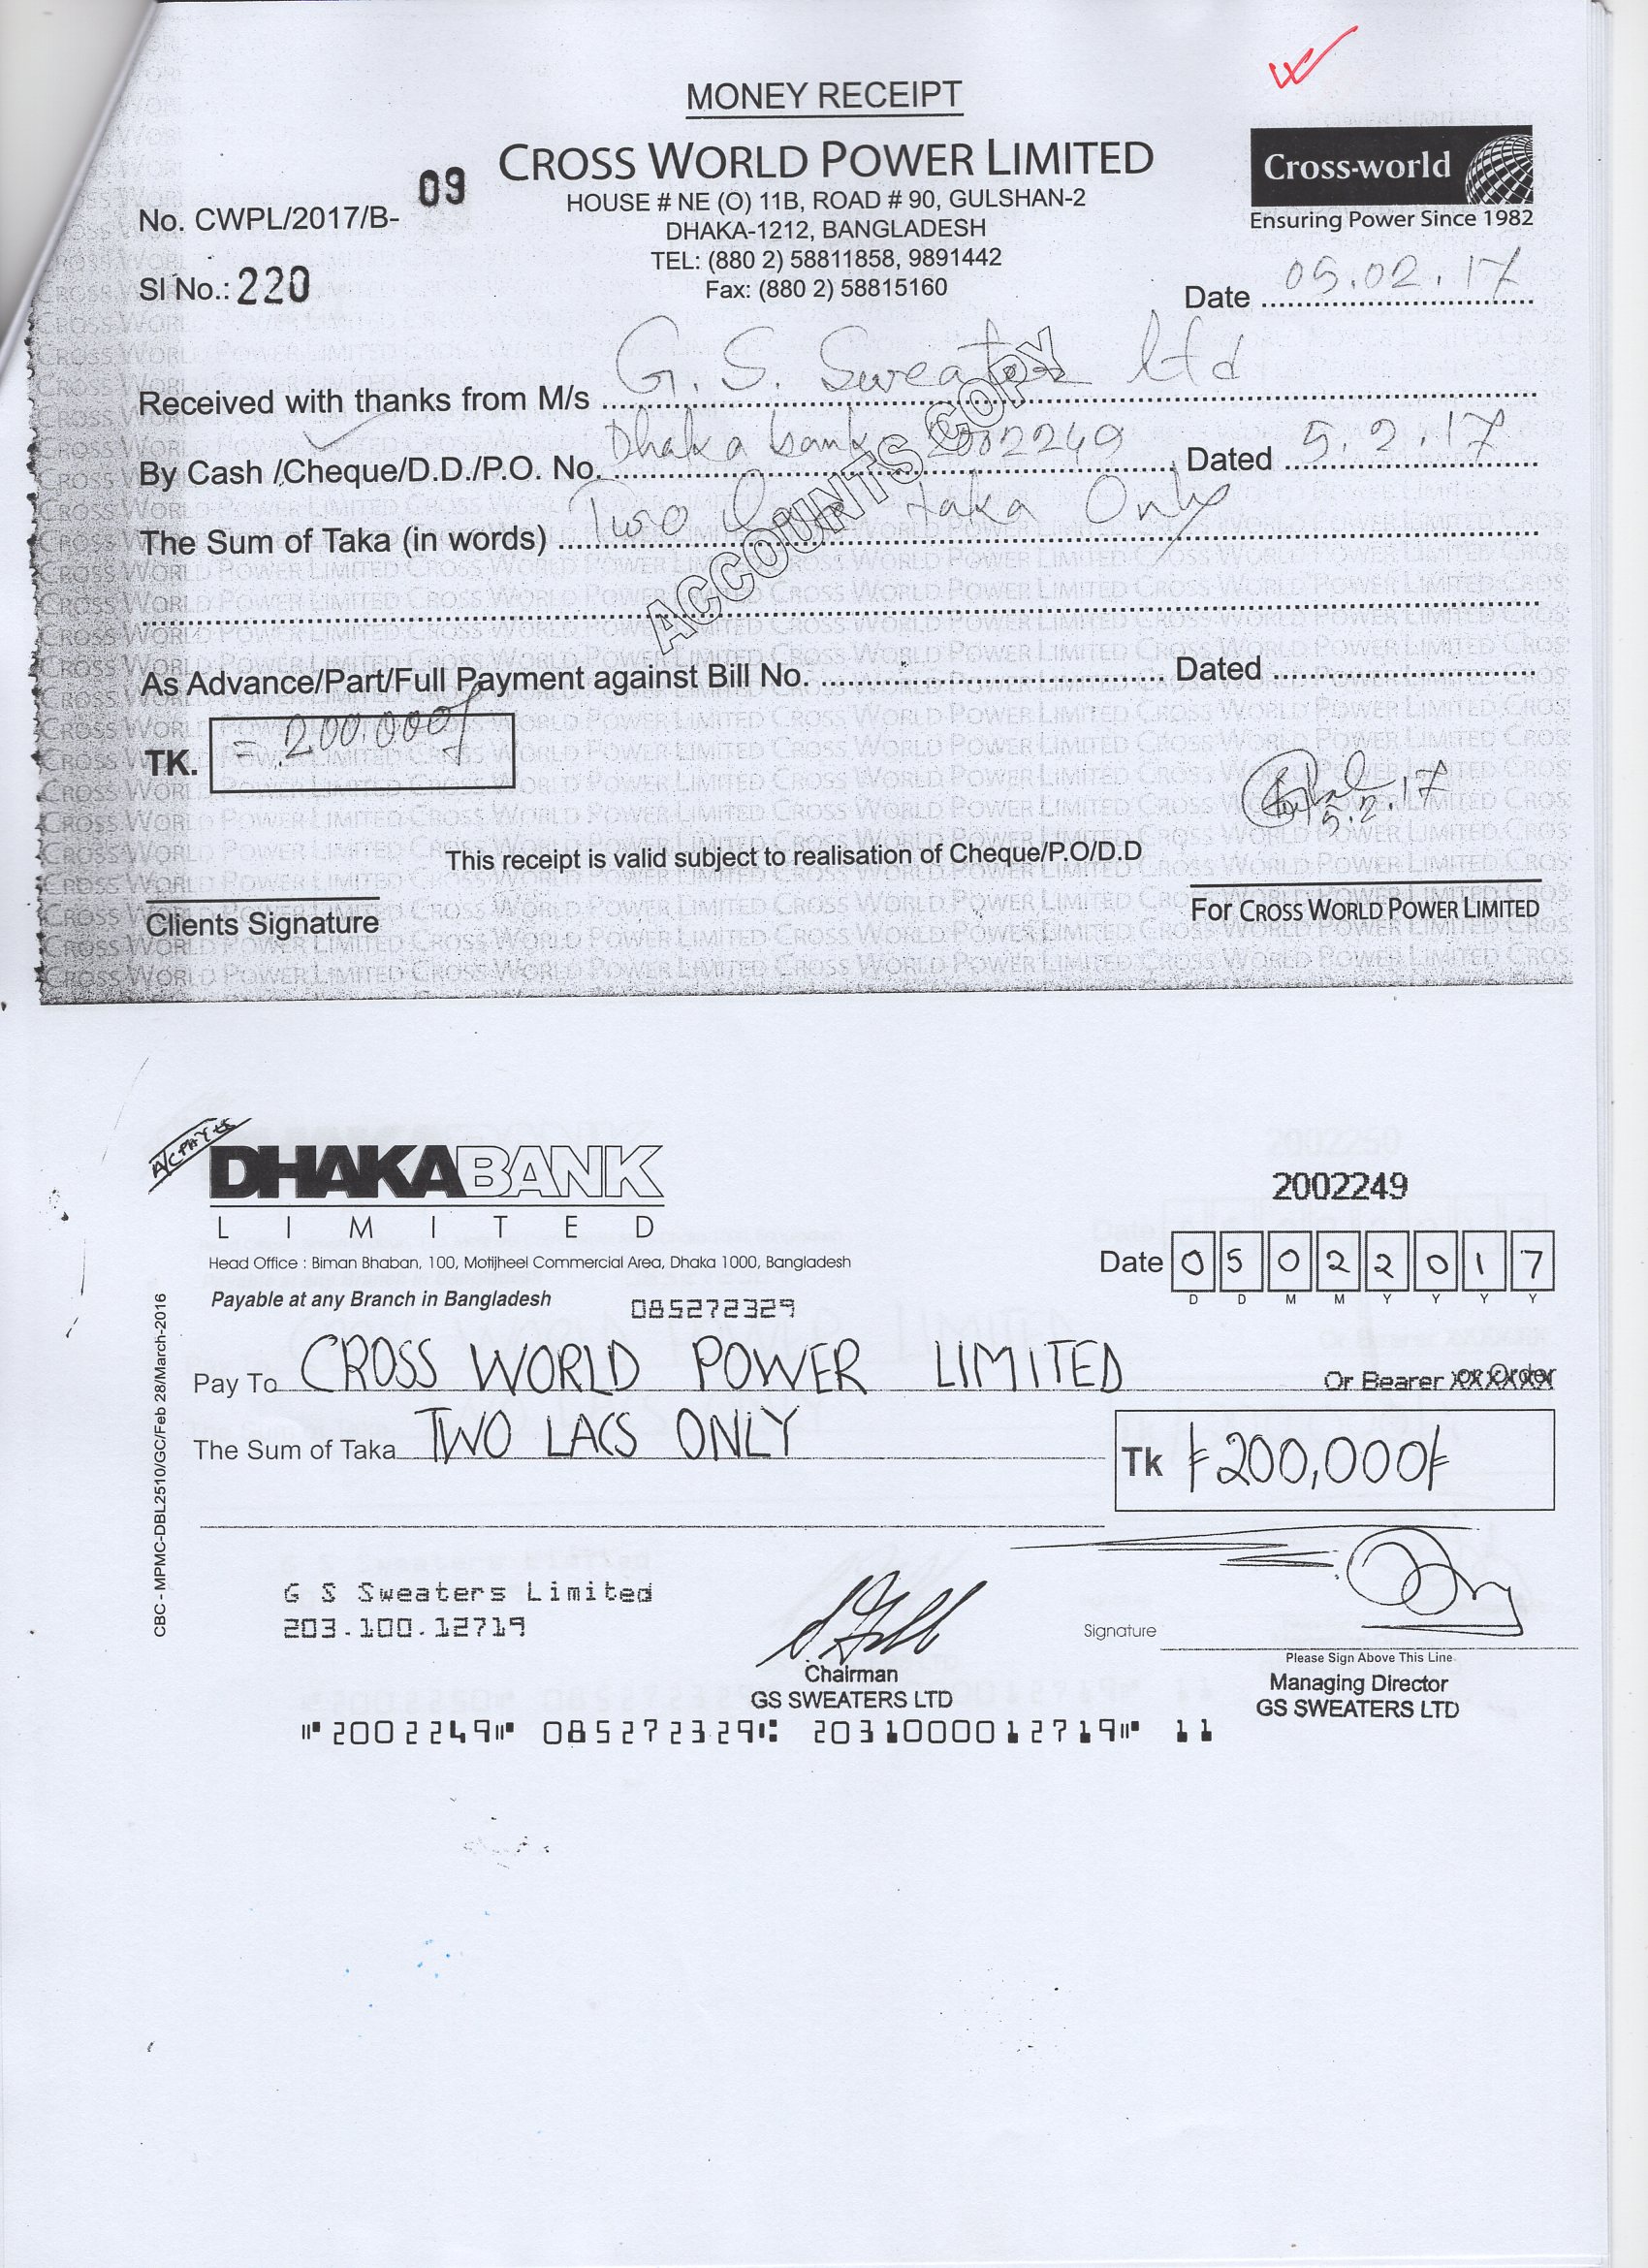 MONEY RECEIPT
CROSS WORLD POWER LIMITED
HOUSE # NE (O) 11B, ROAD # 90, GULSHAN-2
DHAKA-1212, BANGLADESH
TEL: (880 2) 58811858, 9891442
Fax: (880 2) 58815160
Cross-world
Ensuring Power Since 1982
No. CWPL/2017/B- 09
Sl No.: 220
Date 05.02.17
Received with thanks from M/s G. S. Sweater ltd
By Cash /Cheque/D.D./P.O. No. Dhaka bank 2002249, Dated 5.2.17
The Sum of Taka (in words) Two taka Only
ACCOUNTS COPY
As Advance/Part/Full Payment against Bill No. Dated
TK. = 200,000/
5.2.17
This receipt is valid subject to realisation of Cheque/P.O/D.D
Clients Signature
For CROSS WORLD POWER LIMITED
A/C PAYEE
DHAKA BANK
LIMITED
Head Office : Biman Bhaban, 100, Motijheel Commercial Area, Dhaka 1000, Bangladesh
Payable at any Branch in Bangladesh
085272329
2002249
Date 05022017
D D M M Y Y Y Y
Pay To CROSS WORLD POWER LIMITED
Or Bearer or Order
The Sum of Taka TWO LACS ONLY
Tk 200,000/
CBC - MPMC-DBL2510/GC/Feb 28/March-2016
G S Sweaters Limited
203.100.12719
Chairman
GS SWEATERS LTD
Signature
Please Sign Above This Line
Managing Director
GS SWEATERS LTD
⑈2002249⑈ 085272329⑆ 2031000012719⑈ 11